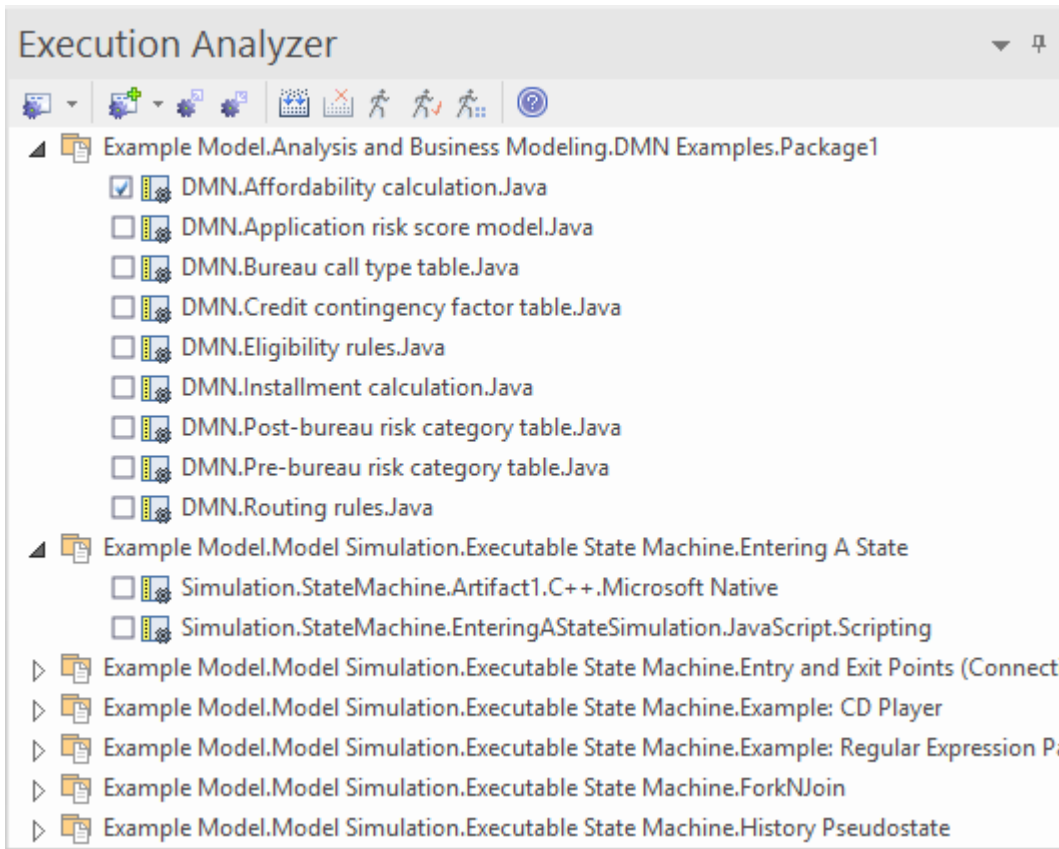 Execution Analyzer
Example Model.Analysis and Business Modeling.DMN Examples.Package1
DMN.Affordability calculation.Java
DMN.Application risk score model.Java
DMN.Bureau call type table.Java
DMN.Credit contingency factor table.Java
DMN.Eligibility rules.Java
DMN.Installment calculation.Java
DMN.Post-bureau risk category table.Java
DMN.Pre-bureau risk category table.Java
DMN.Routing rules.Java
Example Model.Model Simulation.Executable State Machine.Entering A State
Simulation.StateMachine.Artifact1.C++.Microsoft Native
Simulation.StateMachine.EnteringAStateSimulation.JavaScript.Scripting
Example Model.Model Simulation.Executable State Machine.Entry and Exit Points (Connect
Example Model.Model Simulation.Executable State Machine.Example: CD Player
Example Model.Model Simulation.Executable State Machine.Example: Regular Expression Pa
Example Model.Model Simulation.Executable State Machine.ForkNJoin
Example Model.Model Simulation.Executable State Machine.History Pseudostate